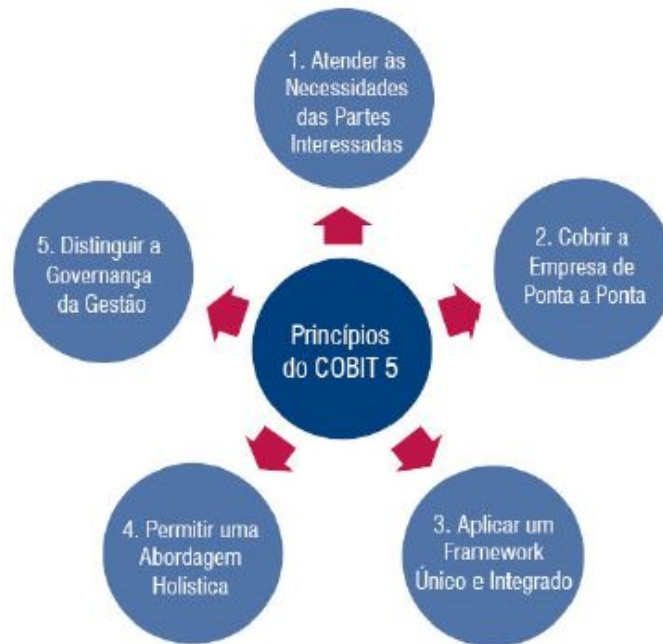 1. Atender às
Necessidades
das Partes
Interessadas
2. Cobrir a
Empresa de
Ponta a Ponta
3. Aplicar um
Framework
Único e Integrado
4. Permitir uma
Abordagem
Holística
5. Distinguir a
Governança
da Gestão
Princípios
do COBIT 5